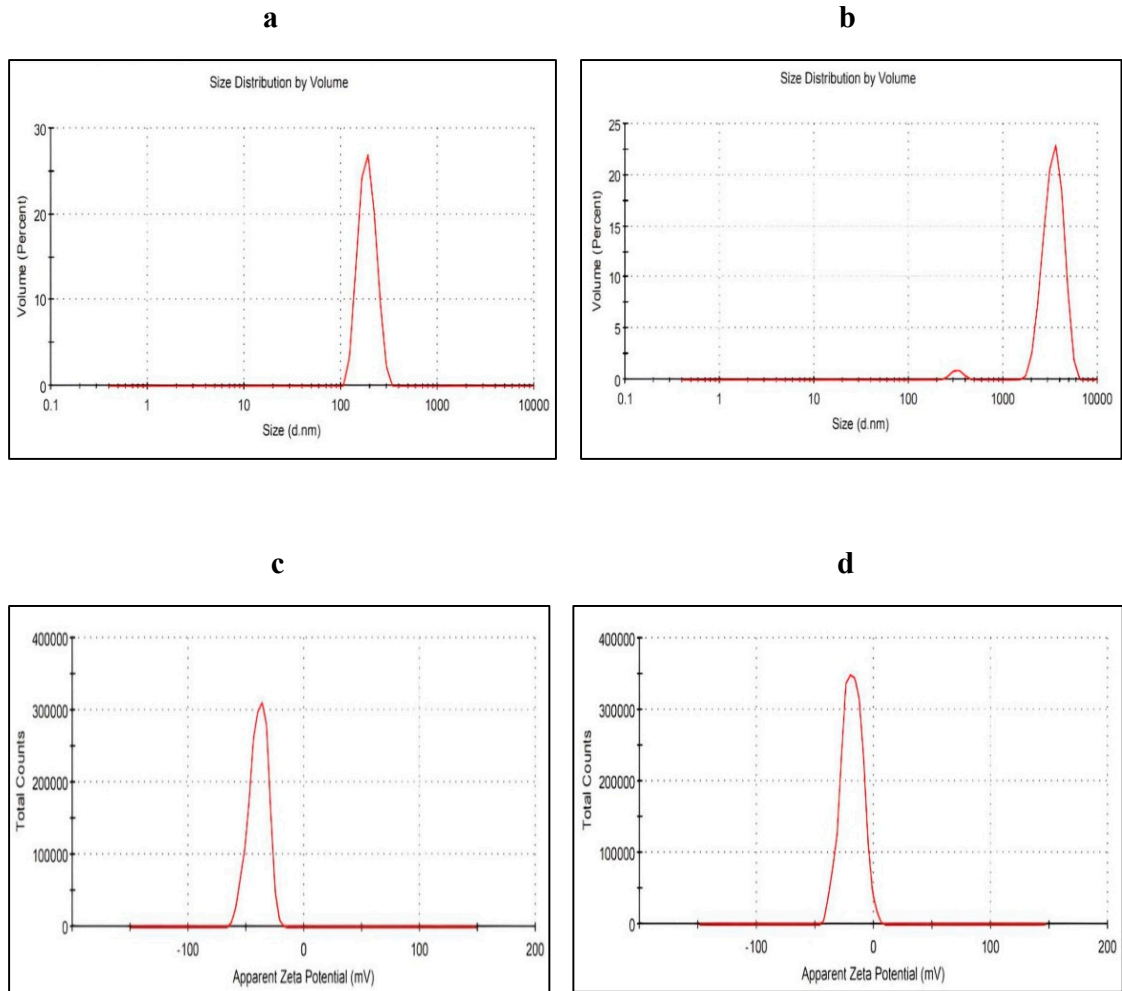 a
Size Distribution by Volume
30
20
10
0
Volume (Percent)
0.1 1 10 100 1000 10000
Size (d.nm)
b
Size Distribution by Volume
25
20
15
10
5
0
Volume (Percent)
0.1 1 10 100 1000 10000
Size (d.nm)
c
400000
300000
200000
100000
0
Total Counts
-100 0 100 200
Apparent Zeta Potential (mV)
d
400000
300000
200000
100000
0
Total Counts
-100 0 100 200
Apparent Zeta Potential (mV)